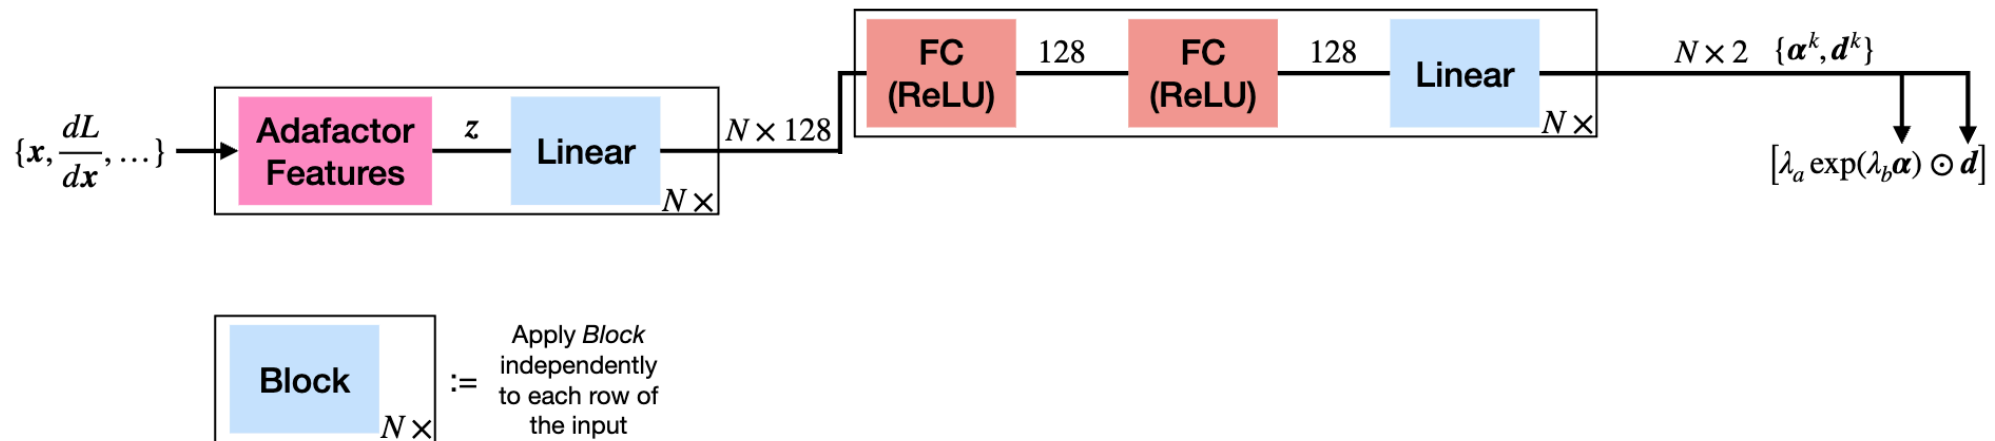 {x, dL/dx, …}
Adafactor
Features
z
Linear
N ×
N × 128
FC
(ReLU)
128
FC
(ReLU)
128
Linear
N ×
N × 2 {α^k, d^k}
[λ_a exp(λ_b α) ⊙ d]
Block
N ×
:=
Apply Block
independently
to each row of
the input